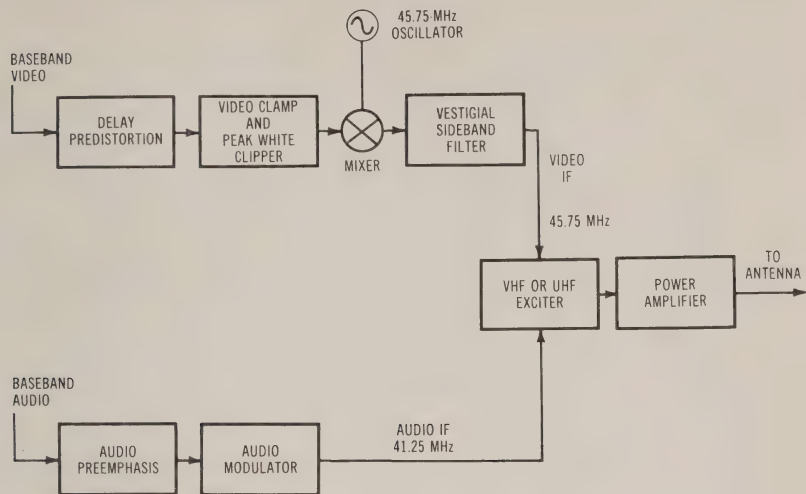 45.75-MHz
OSCILLATOR
BASEBAND
VIDEO
DELAY
PREDISTORTION
VIDEO CLAMP
AND
PEAK WHITE
CLIPPER
MIXER
VESTIGIAL
SIDEBAND
FILTER
VIDEO
IF
45.75 MHz
VHF OR UHF
EXCITER
POWER
AMPLIFIER
TO
ANTENNA
BASEBAND
AUDIO
AUDIO
PREEMPHASIS
AUDIO
MODULATOR
AUDIO IF
41.25 MHz